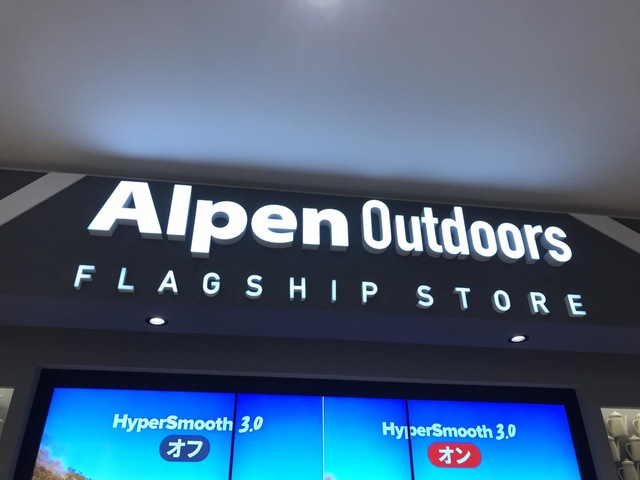 Alpen Outdoors
FLAGSHIP STORE
HyperSmooth 3.0
オフ
HyperSmooth 3.0
オン